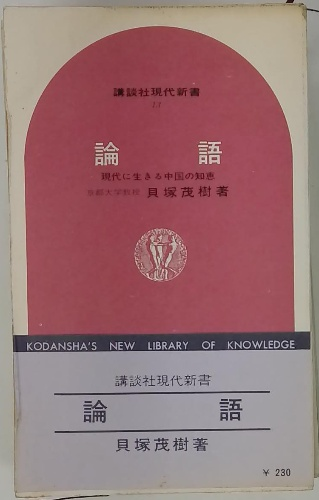 講談社現代新書
13
論語
現代に生きる中国の知恵
京都大学教授 貝塚茂樹著
KODANSHA'S NEW LIBRARY OF KNOWLEDGE
講談社現代新書
論語
貝塚茂樹著
¥ 230